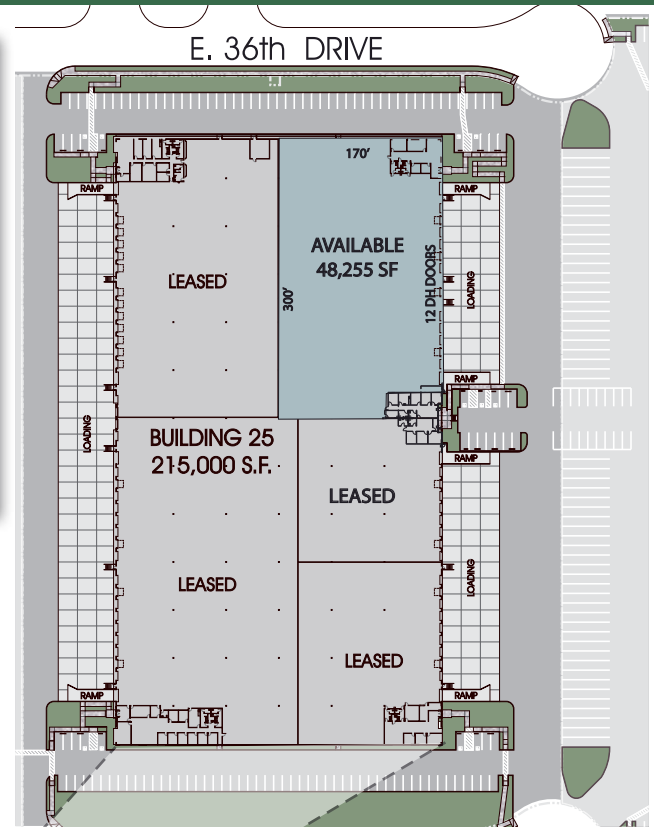 E. 36th DRIVE
170'
RAMP
RAMP
AVAILABLE
48,255 SF
LEASED
300'
12 DH DOORS
LOADING
RAMP
LOADING
BUILDING 25
215,000 S.F.
RAMP
LEASED
LEASED
LOADING
LEASED
RAMP
RAMP